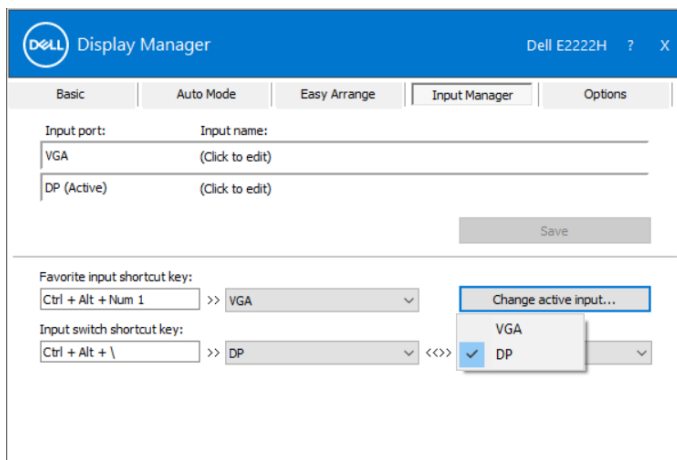 DELL Display Manager Dell E2222H ? X
Basic Auto Mode Easy Arrange Input Manager Options
Input port: Input name:
VGA (Click to edit)
DP (Active) (Click to edit)
Save
Favorite input shortcut key:
Ctrl + Alt + Num 1 >> VGA Change active input...
Input switch shortcut key:
Ctrl + Alt + \ >> DP <<>>
VGA
DP